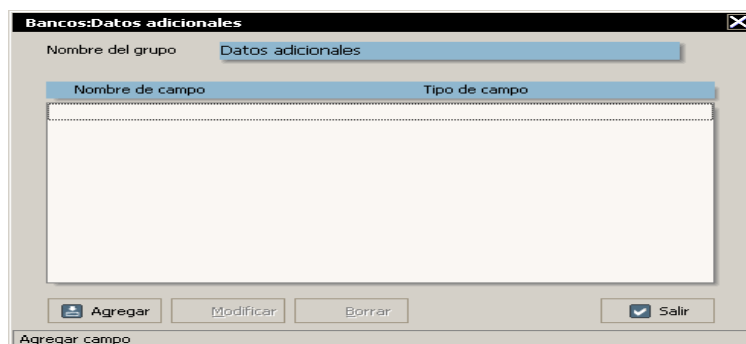 Bancos:Datos adicionales
Nombre del grupo Datos adicionales
Nombre de campo Tipo de campo
Agregar Modificar Borrar Salir
Agregar campo